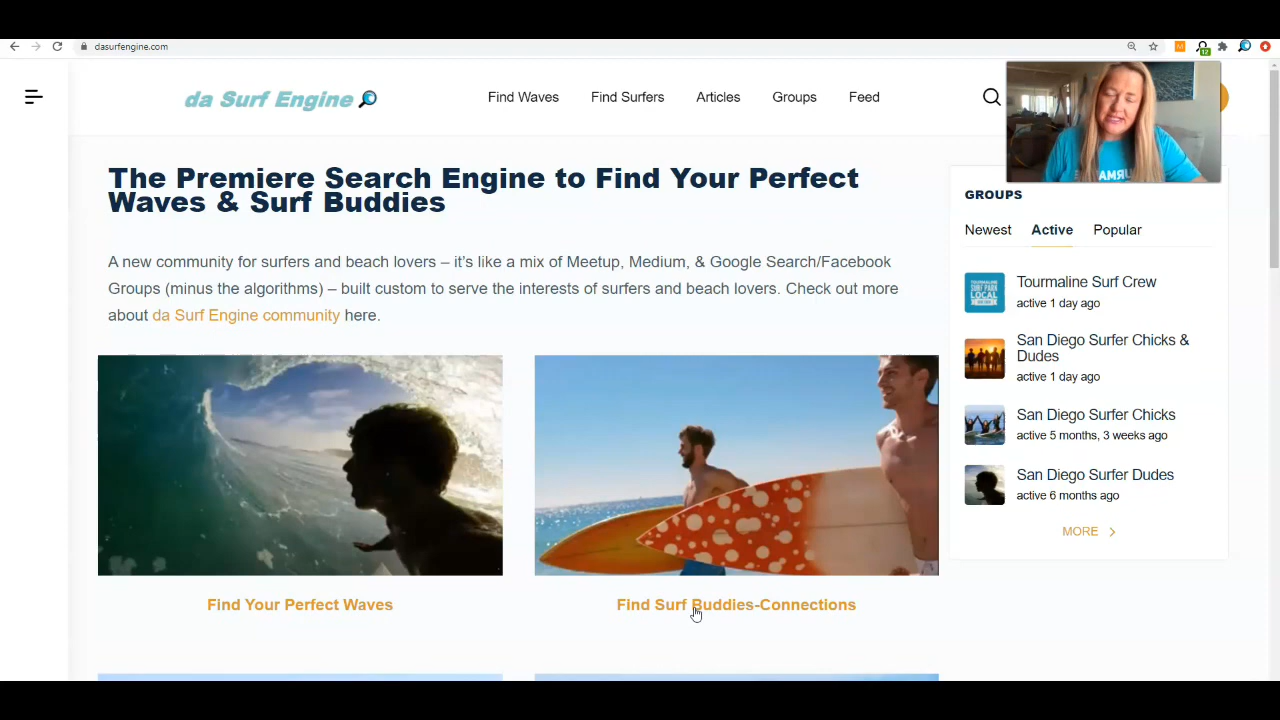 dasurfengine.com
12
da Surf Engine
Find Waves
Find Surfers
Articles
Groups
Feed
The Premiere Search Engine to Find Your Perfect
Waves & Surf Buddies
A new community for surfers and beach lovers – it's like a mix of Meetup, Medium, & Google Search/Facebook
Groups (minus the algorithms) – built custom to serve the interests of surfers and beach lovers. Check out more
about da Surf Engine community here.
Find Your Perfect Waves
Find Surf Buddies-Connections
GROUPS
Newest
Active
Popular
Tourmaline Surf Crew
active 1 day ago
San Diego Surfer Chicks &
Dudes
active 1 day ago
San Diego Surfer Chicks
active 5 months, 3 weeks ago
San Diego Surfer Dudes
active 6 months ago
MORE